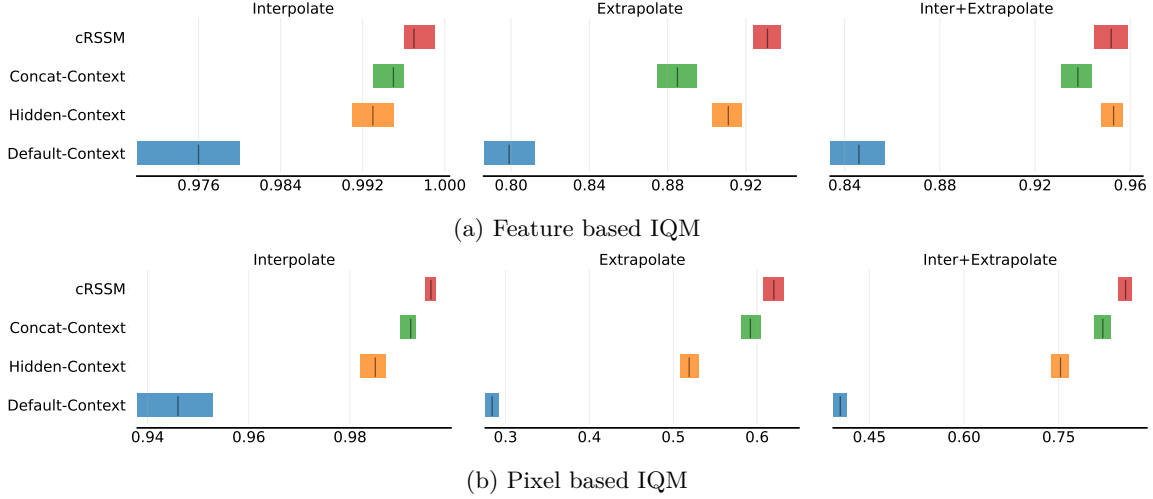 Interpolate Extrapolate Inter+Extrapolate
cRSSM
Concat-Context
Hidden-Context
Default-Context
0.976 0.984 0.992 1.000 0.80 0.84 0.88 0.92 0.84 0.88 0.92 0.96
(a) Feature based IQM
Interpolate Extrapolate Inter+Extrapolate
cRSSM
Concat-Context
Hidden-Context
Default-Context
0.94 0.96 0.98 0.3 0.4 0.5 0.6 0.45 0.60 0.75
(b) Pixel based IQM